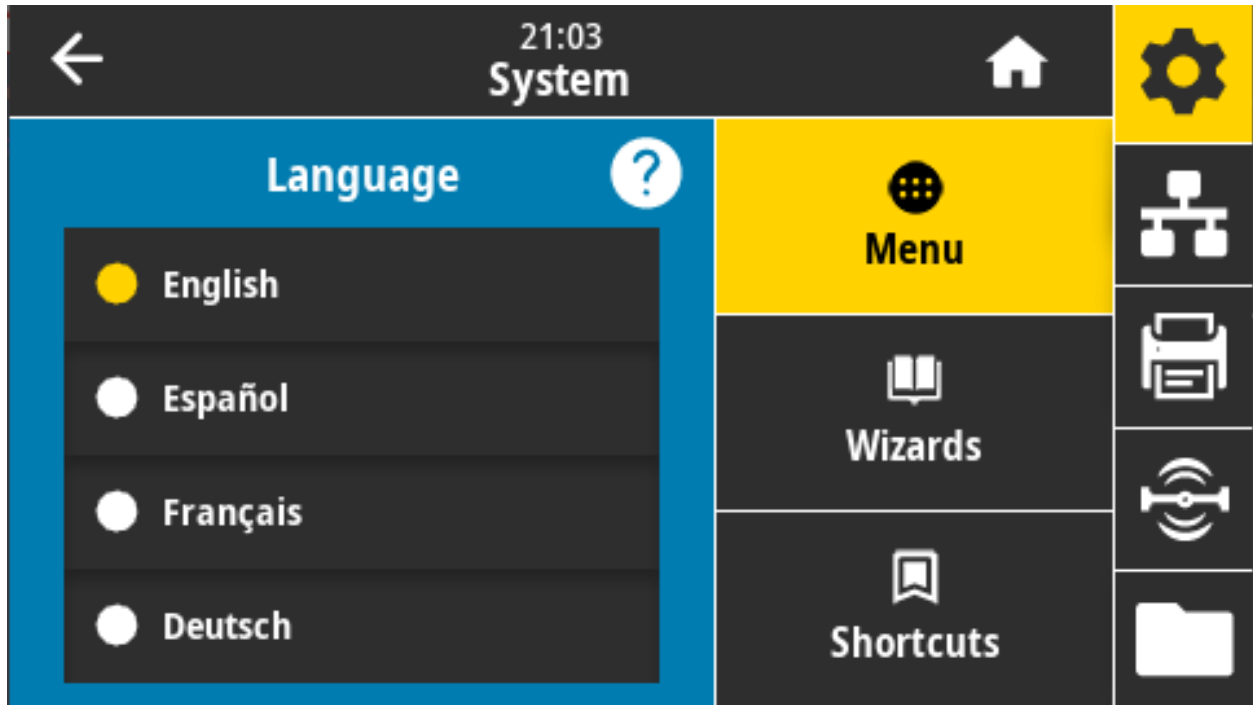 21:03
System
Language
?
English
Español
Français
Deutsch
Menu
Wizards
Shortcuts